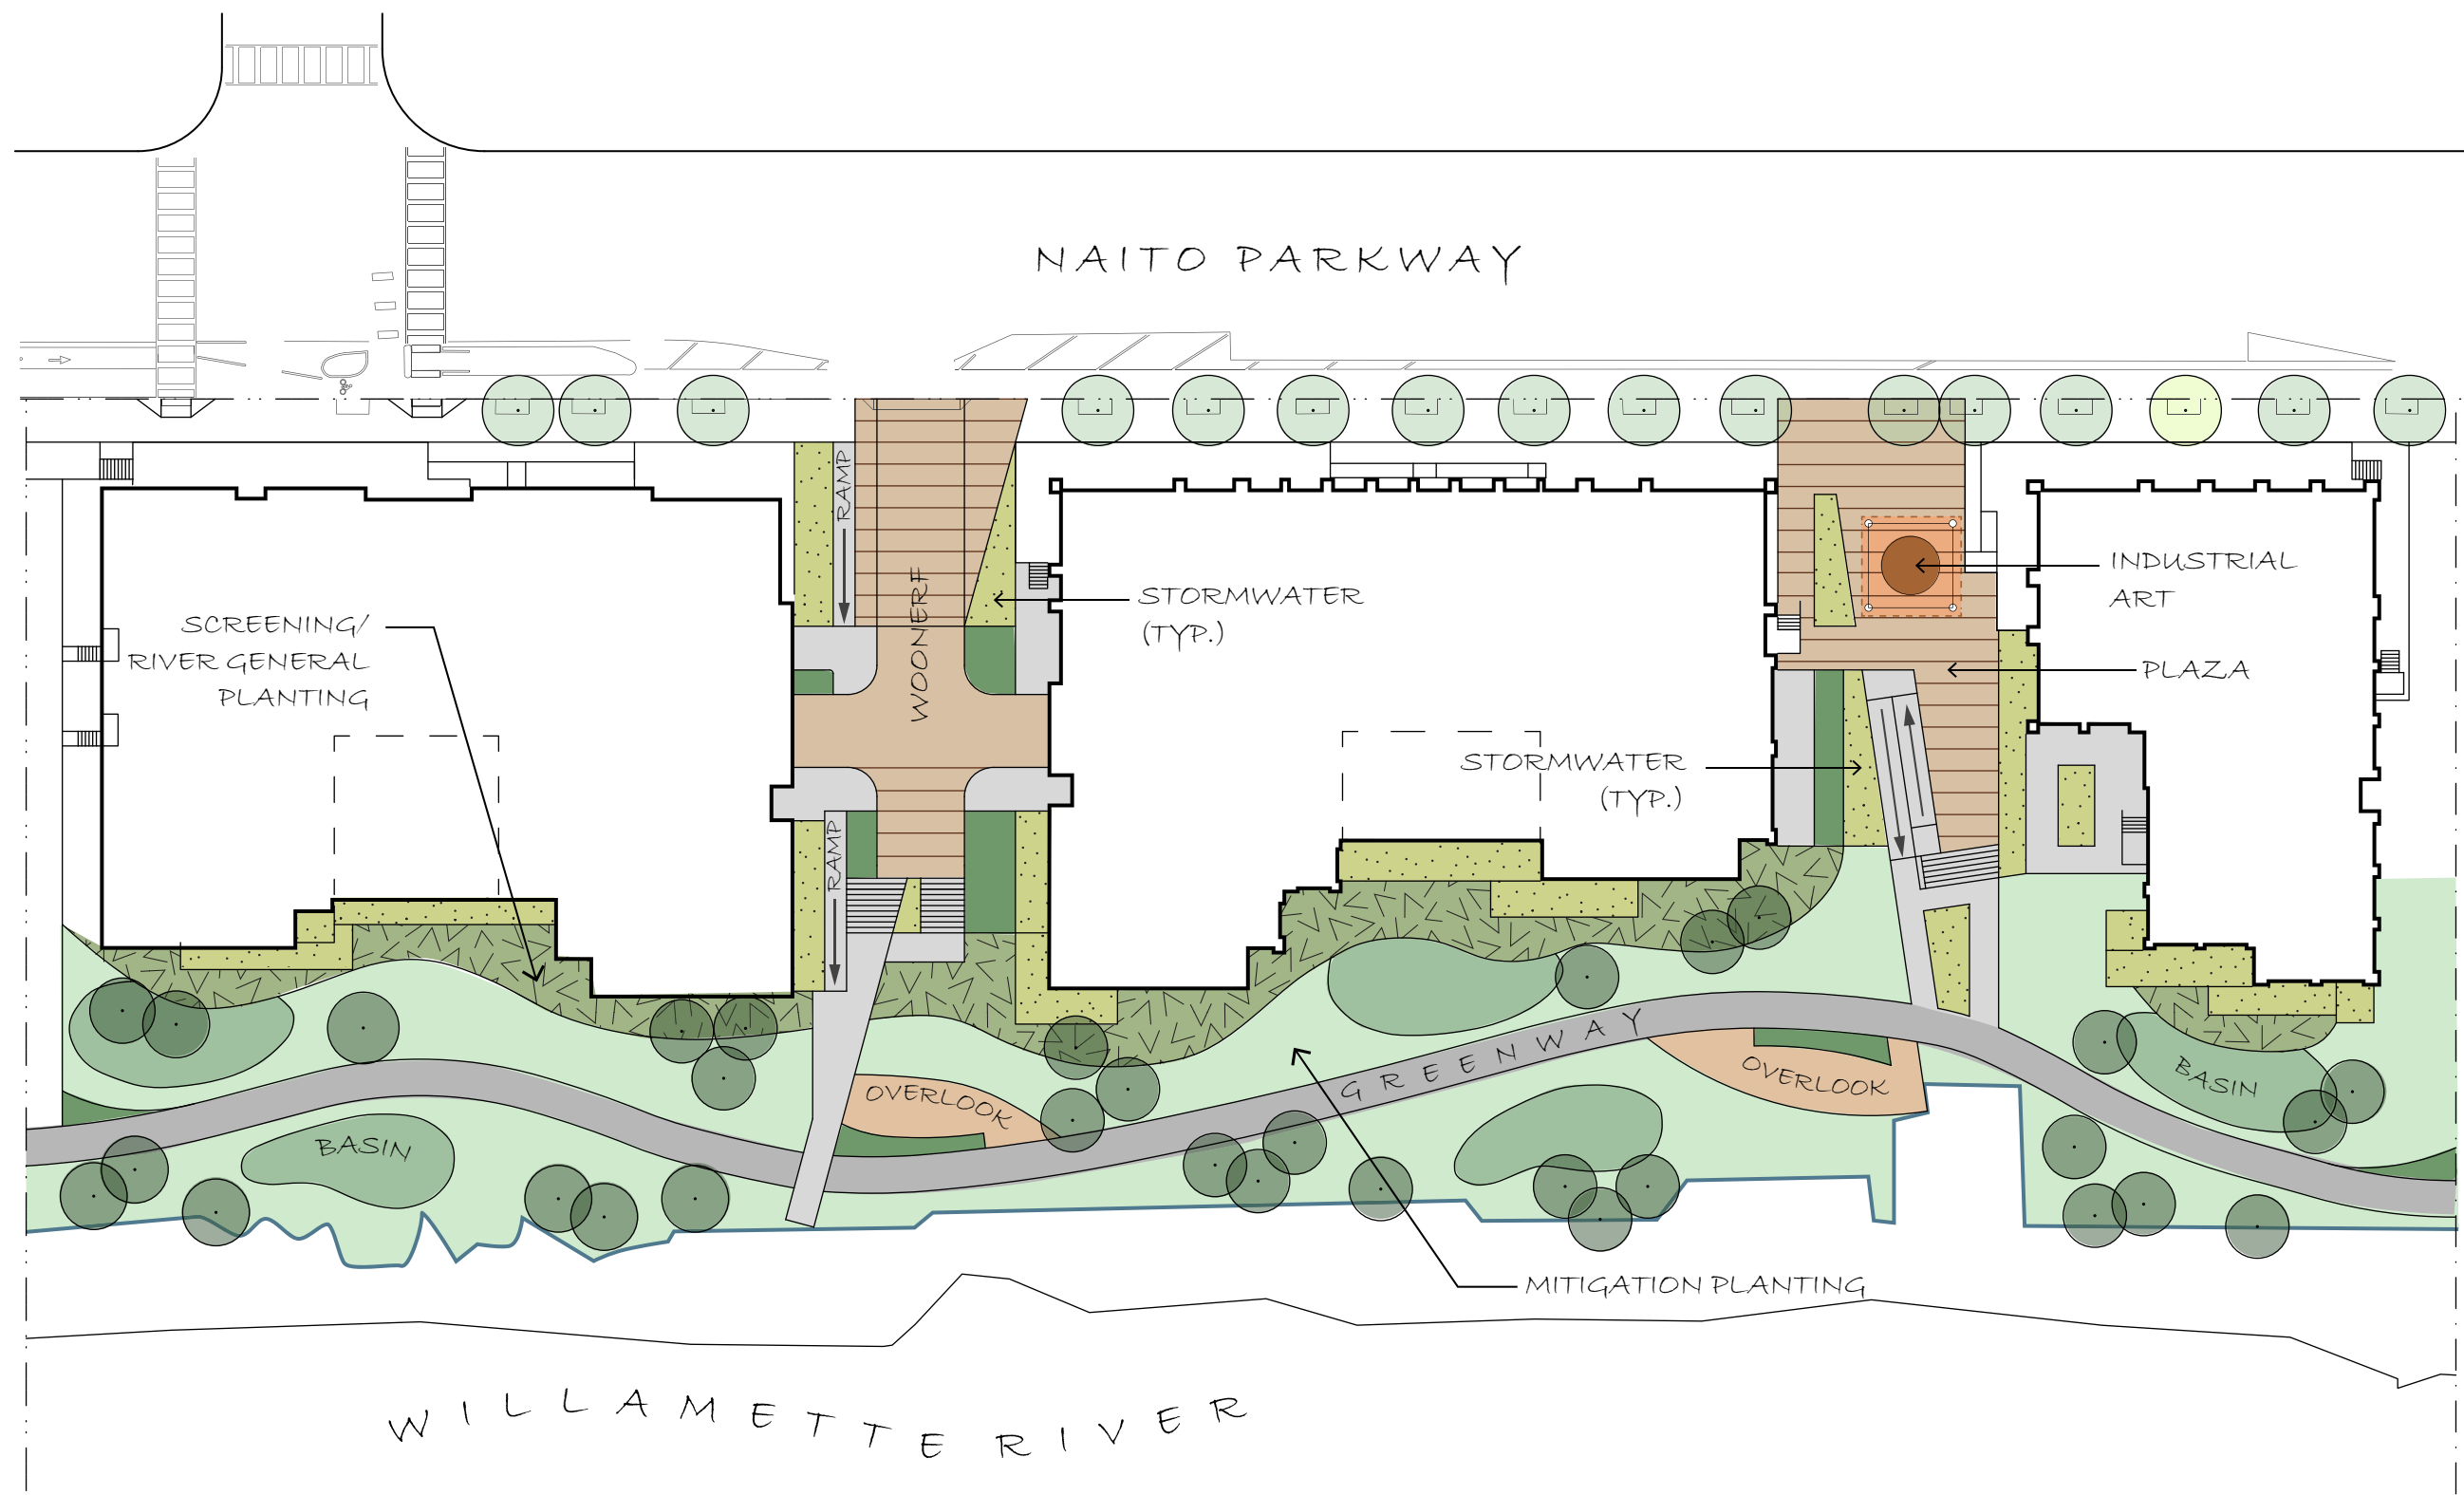 NAITO PARKWAY
RAMP
WOONERF
SCREENING/
RIVER GENERAL
PLANTING
STORMWATER
(TYP.)
INDUSTRIAL
ART
PLAZA
STORMWATER
(TYP.)
RAMP
GREENWAY
OVERLOOK
OVERLOOK
BASIN
BASIN
MITIGATION PLANTING
WILLAMETTE RIVER